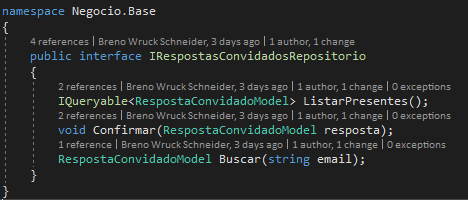 namespace Negocio.Base
{
4 references | Breno Wruck Schneider, 3 days ago | 1 author, 1 change
public interface IRespostasConvidadosRepositorio
{
2 references | Breno Wruck Schneider, 3 days ago | 1 author, 1 change | 0 exceptions
IQueryable<RespostaConvidadoModel> ListarPresentes();
2 references | Breno Wruck Schneider, 3 days ago | 1 author, 1 change | 0 exceptions
void Confirmar(RespostaConvidadoModel resposta);
1 reference | Breno Wruck Schneider, 3 days ago | 1 author, 1 change | 0 exceptions
RespostaConvidadoModel Buscar(string email);
}
}